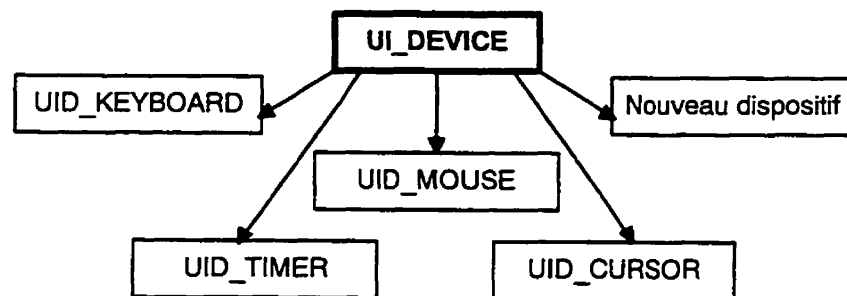 UI_DEVICE
UID_KEYBOARD
Nouveau dispositif
UID_MOUSE
UID_TIMER
UID_CURSOR